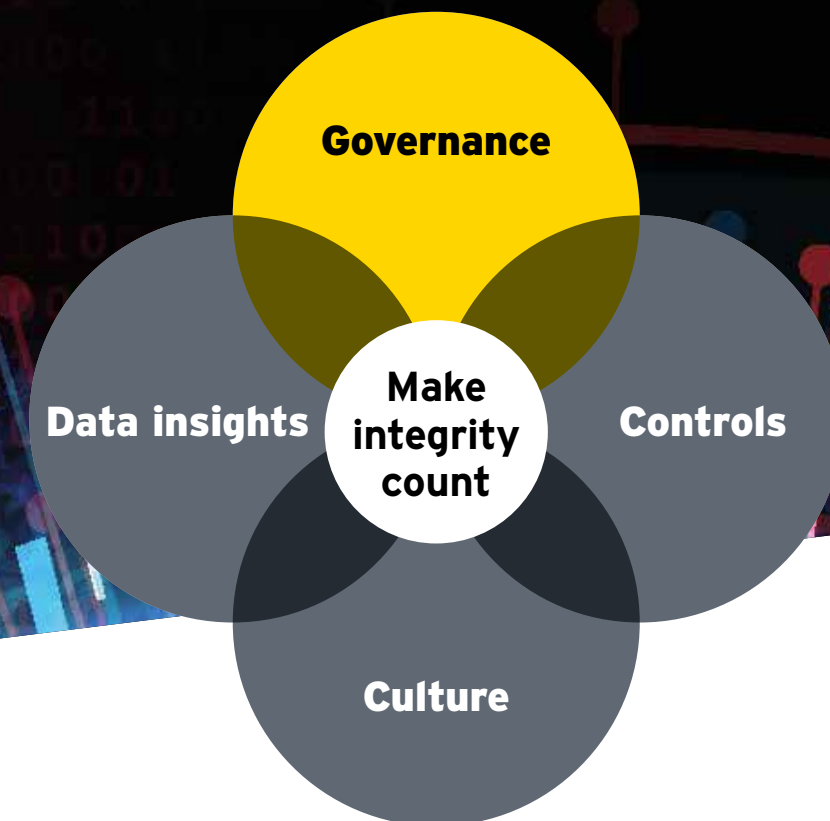 Governance
Data insights
Make
integrity
count
Controls
Culture